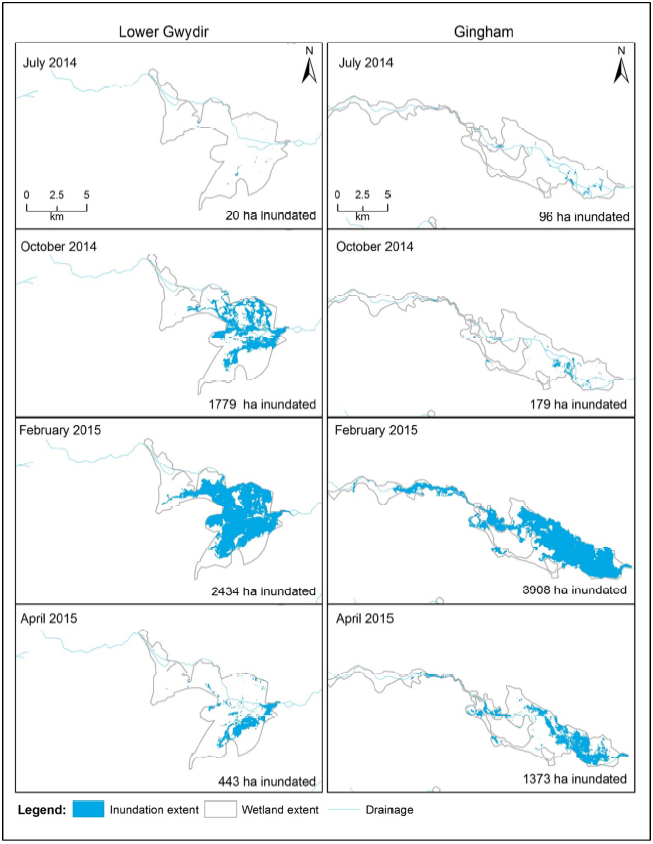 Lower Gwydir
Gingham
July 2014
N
0 2.5 5
km
20 ha inundated
July 2014
N
0 2.5 5
km
96 ha inundated
October 2014
1779 ha inundated
October 2014
179 ha inundated
February 2015
2434 ha inundated
February 2015
3908 ha inundated
April 2015
443 ha inundated
April 2015
1373 ha inundated
Legend: Inundation extent Wetland extent Drainage